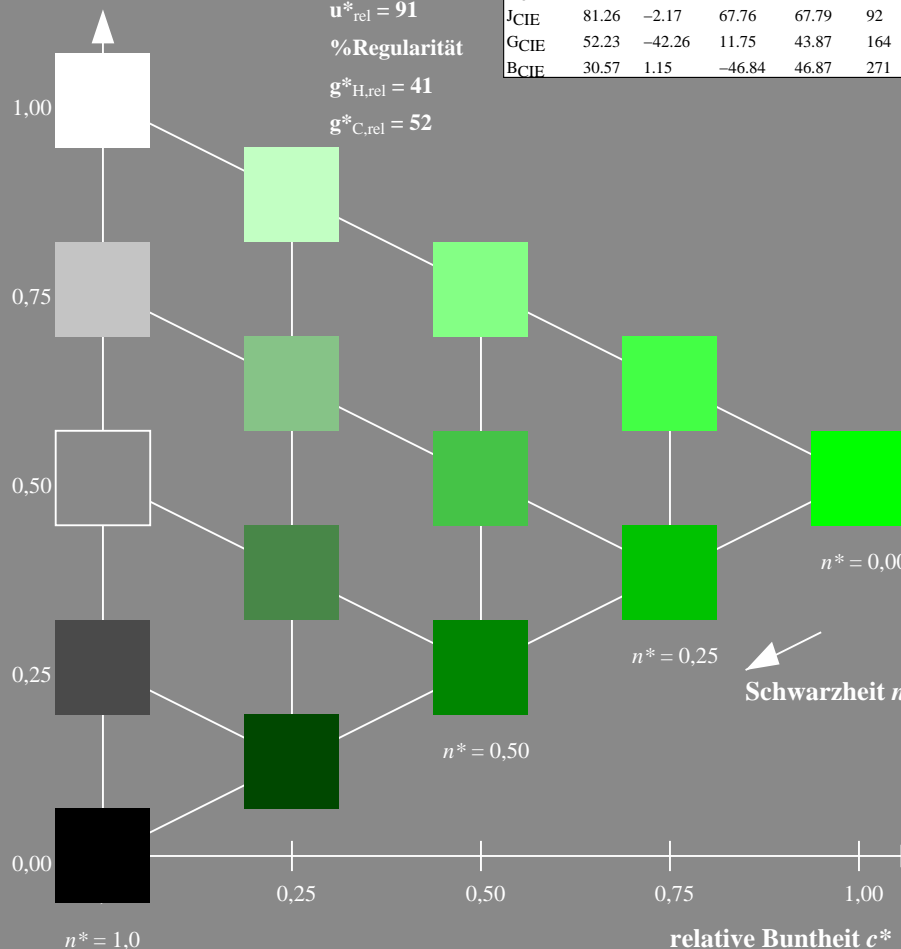 u*rel = 91
%Regularität
g*H,rel = 41
g*C,rel = 52
JCIE 81.26 −2.17 67.76 67.79 92
GCIE 52.23 −42.26 11.75 43.87 164
BCIE 30.57 1.15 −46.84 46.87 271
1,00
0,75
0,50
0,25
0,00
n* = 0,00
n* = 0,25
Schwarzheit n
n* = 0,50
0,25 0,50 0,75 1,00
n* = 1,0
relative Buntheit c*